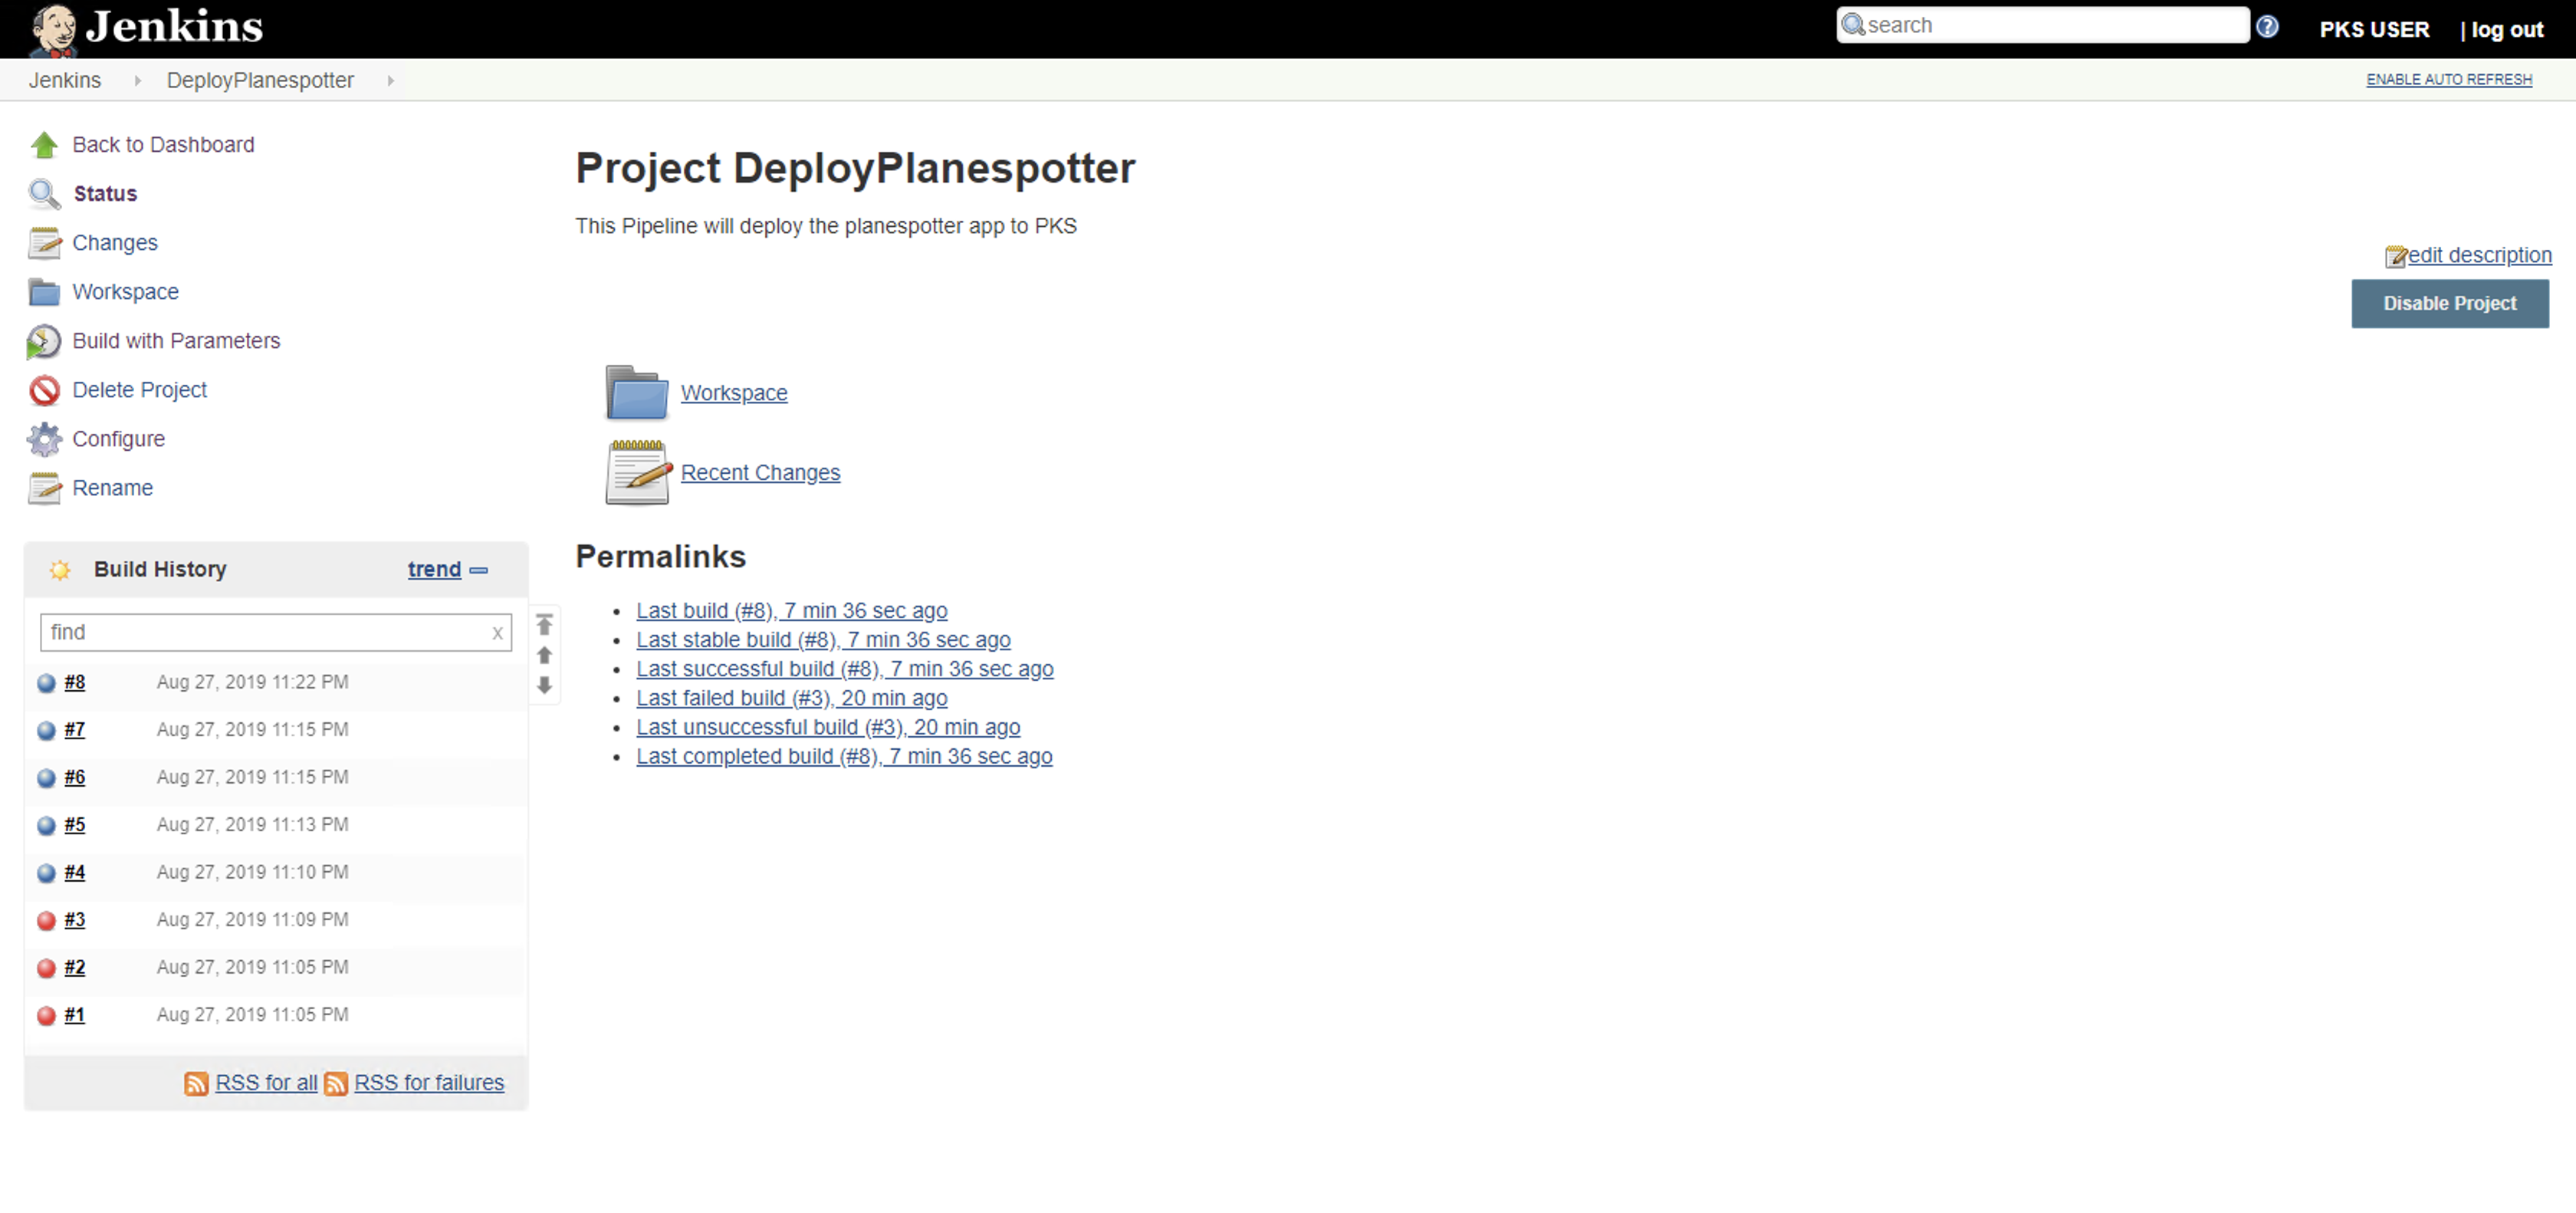 Jenkins
search
PKS USER | log out
Jenkins DeployPlanespotter
ENABLE AUTO REFRESH
Back to Dashboard
Status
Changes
Workspace
Build with Parameters
Delete Project
Configure
Rename
Build History trend
find x
#8 Aug 27, 2019 11:22 PM
#7 Aug 27, 2019 11:15 PM
#6 Aug 27, 2019 11:15 PM
#5 Aug 27, 2019 11:13 PM
#4 Aug 27, 2019 11:10 PM
#3 Aug 27, 2019 11:09 PM
#2 Aug 27, 2019 11:05 PM
#1 Aug 27, 2019 11:05 PM
RSS for all RSS for failures
Project DeployPlanespotter
This Pipeline will deploy the planespotter app to PKS
edit description
Disable Project
Workspace
Recent Changes
Permalinks
Last build (#8), 7 min 36 sec ago
Last stable build (#8), 7 min 36 sec ago
Last successful build (#8), 7 min 36 sec ago
Last failed build (#3), 20 min ago
Last unsuccessful build (#3), 20 min ago
Last completed build (#8), 7 min 36 sec ago